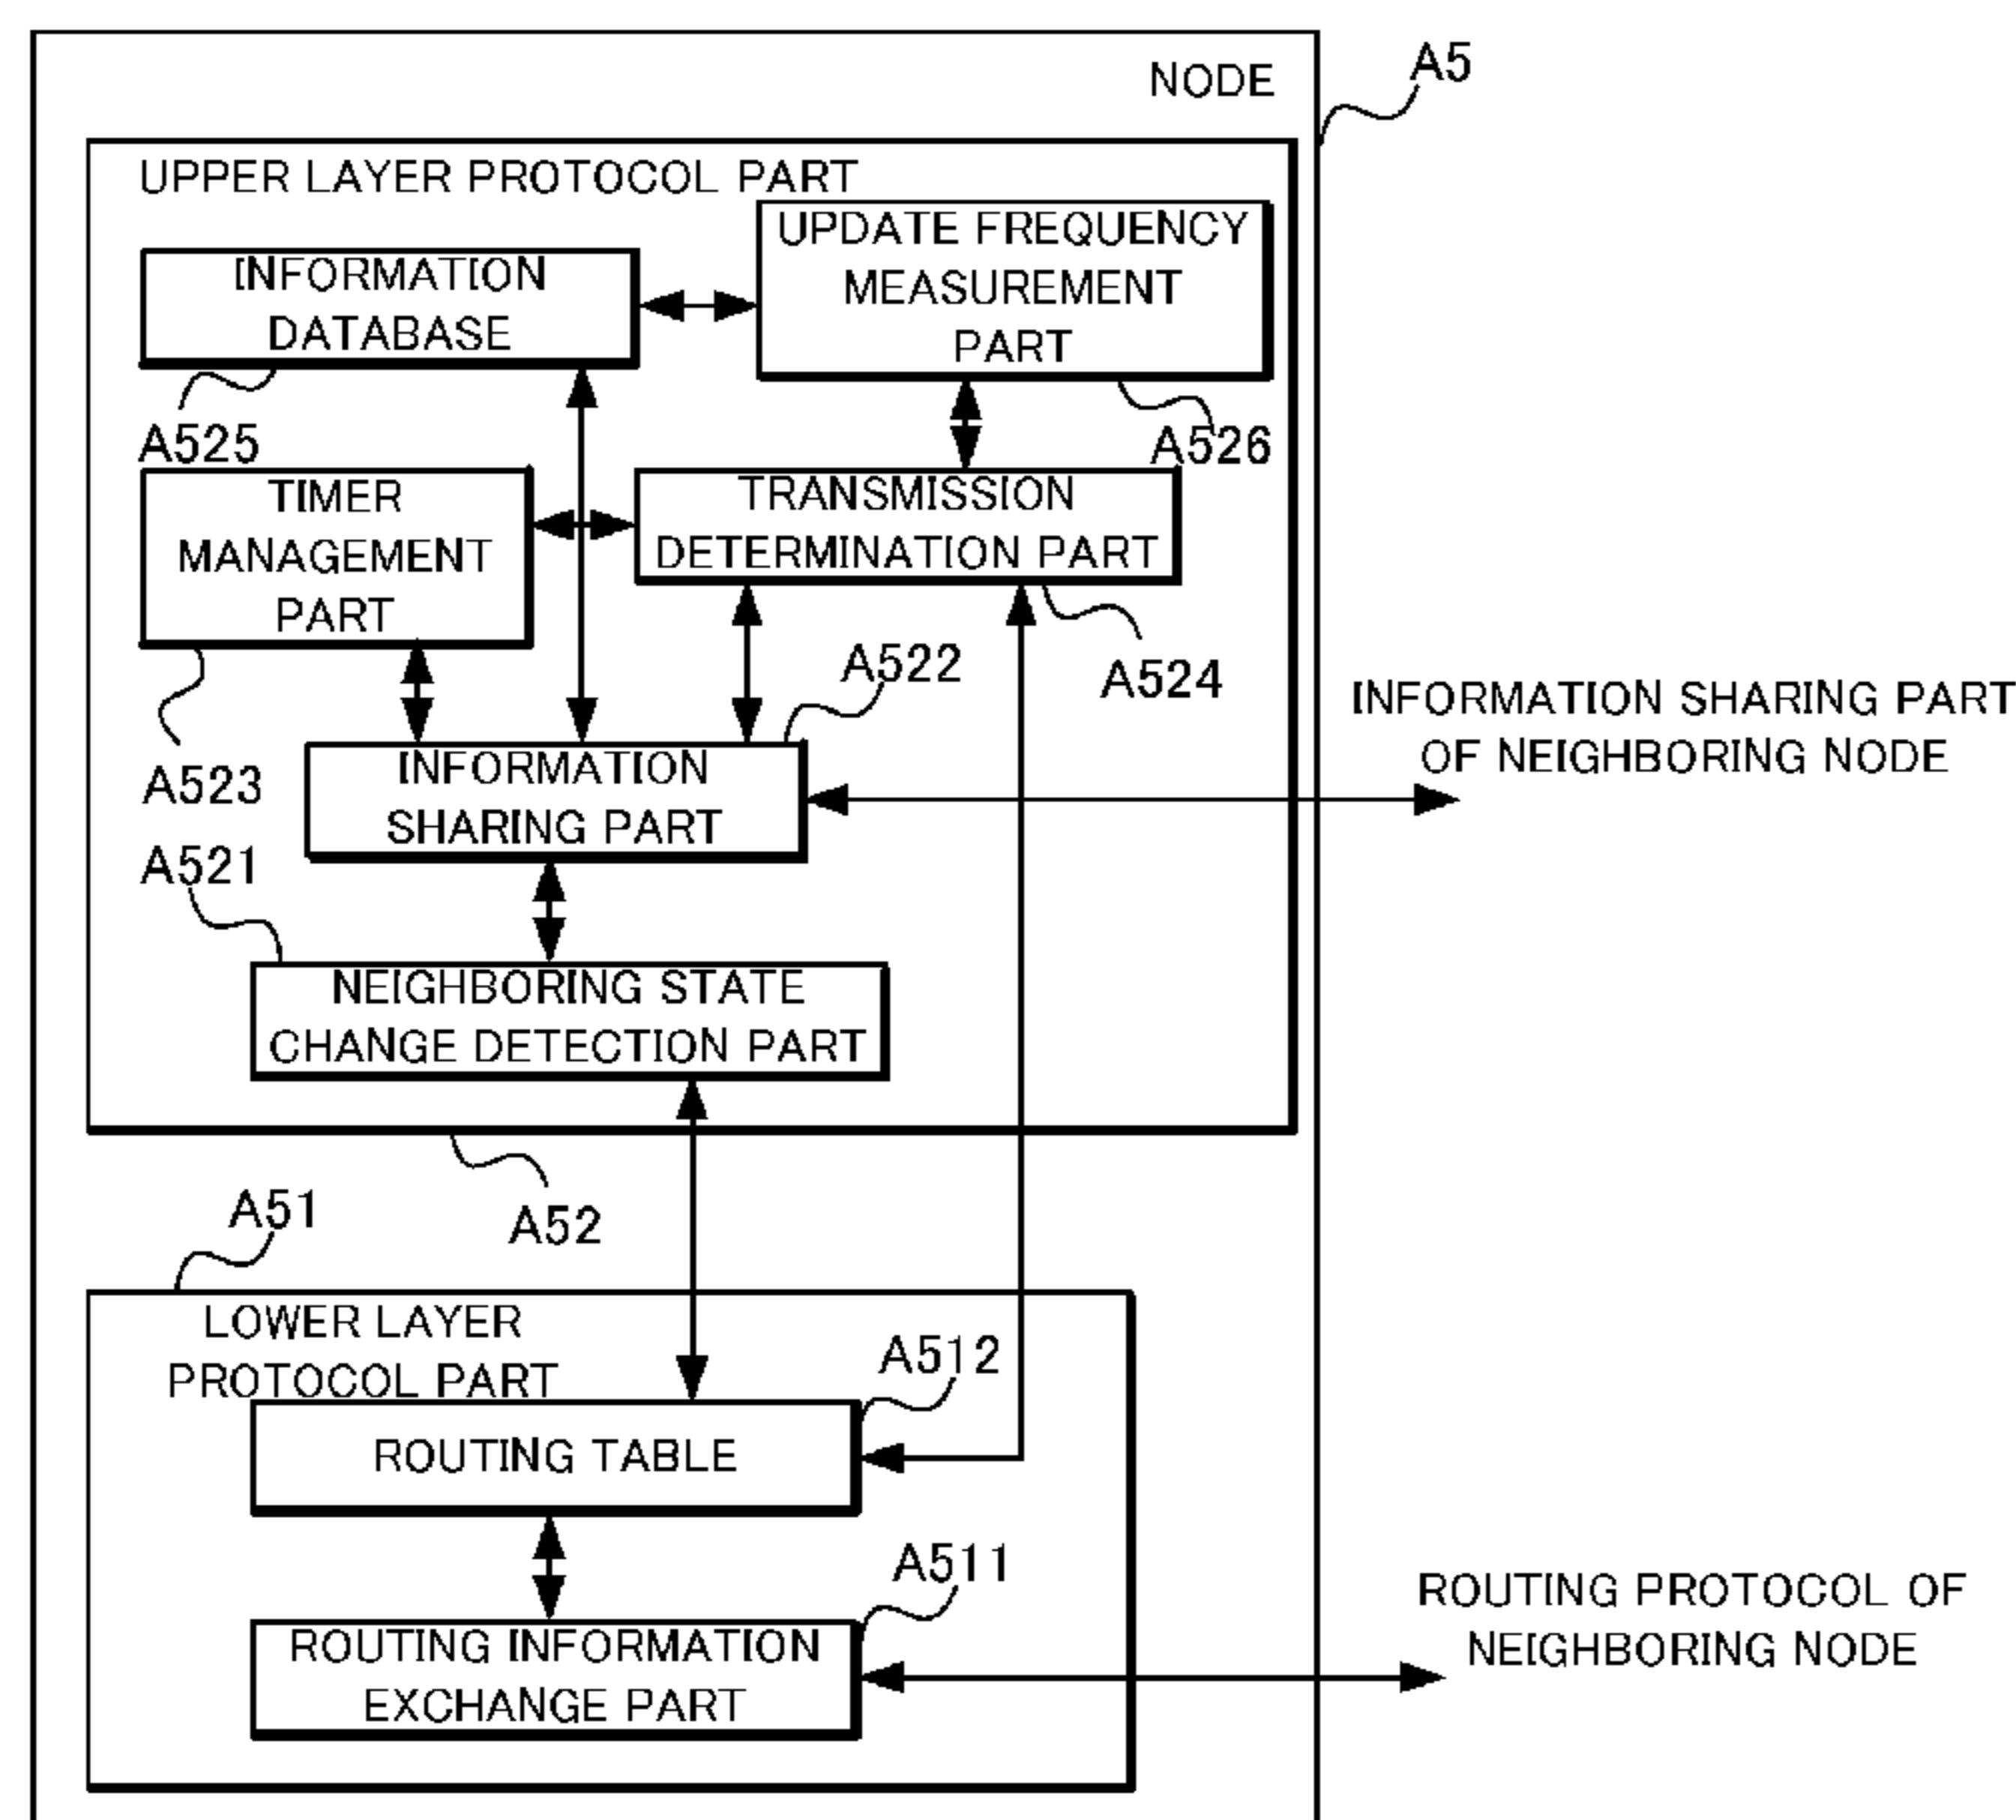 NODE
A5
UPPER LAYER PROTOCOL PART
INFORMATION
DATABASE
A525
UPDATE FREQUENCY
MEASUREMENT
PART
A526
TIMER
MANAGEMENT
PART
A523
TRANSMISSION
DETERMINATION PART
A524
A522
INFORMATION
SHARING PART
INFORMATION SHARING PART
OF NEIGHBORING NODE
A521
NEIGHBORING STATE
CHANGE DETECTION PART
A52
A51
LOWER LAYER
PROTOCOL PART
A512
ROUTING TABLE
A511
ROUTING INFORMATION
EXCHANGE PART
ROUTING PROTOCOL OF
NEIGHBORING NODE